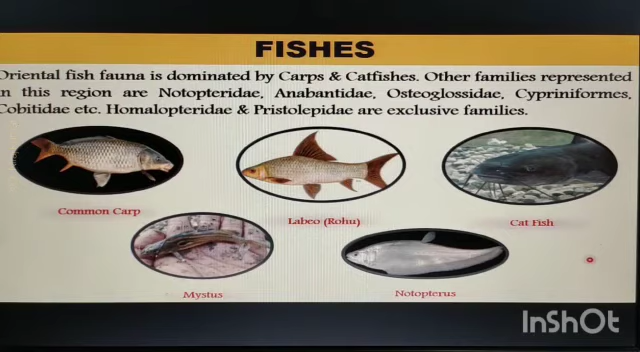 FISHES
Oriental fish fauna is dominated by Carps & Catfishes. Other families represented
in this region are Notopteridae, Anabantidae, Osteoglossidae, Cypriniformes,
Cobitidae etc. Homalopteridae & Pristolepidae are exclusive families.
Common Carp
Labeo (Rohu)
Cat Fish
Mystus
Notopterus
InShOt